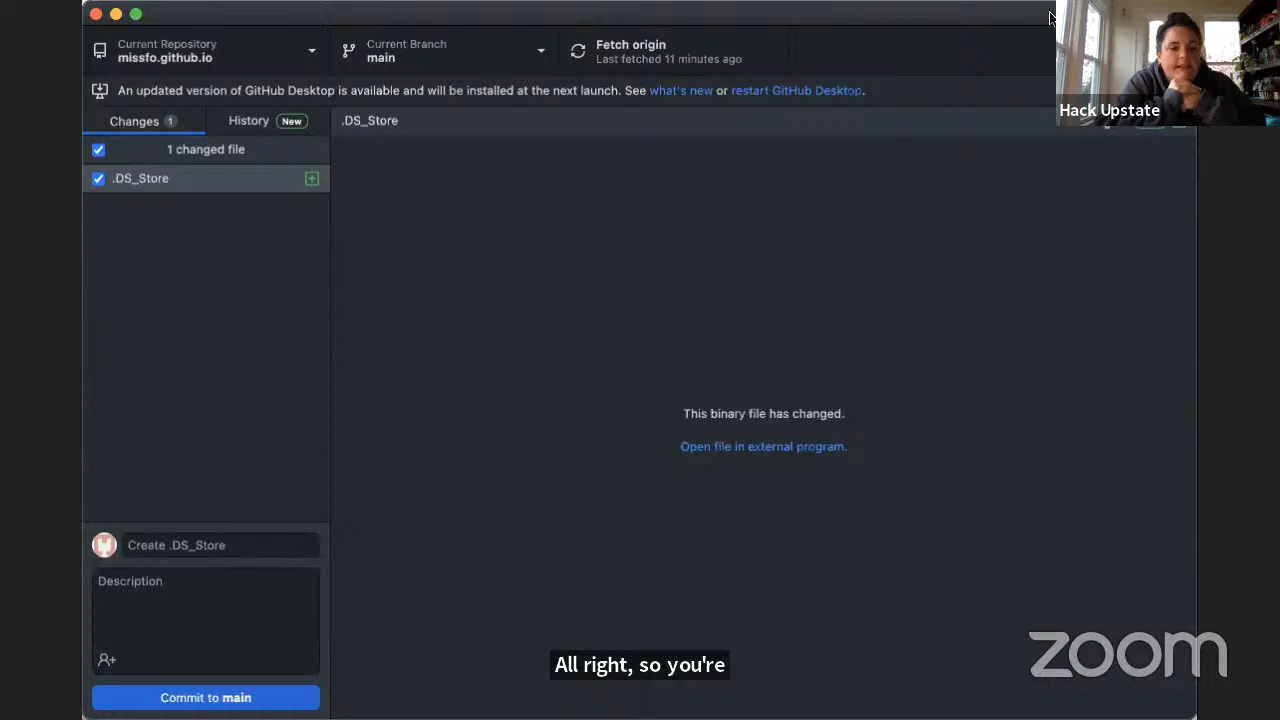 Current Repository
missfo.github.io
Current Branch
main
Fetch origin
Last fetched 11 minutes ago
An updated version of GitHub Desktop is available and will be installed at the next launch. See what's new or restart GitHub Desktop.
Changes 1
History New
.DS_Store
Hack Upstate
1 changed file
.DS_Store
This binary file has changed.
Open file in external program.
Create .DS_Store
Description
All right, so you're
zoom
Commit to main